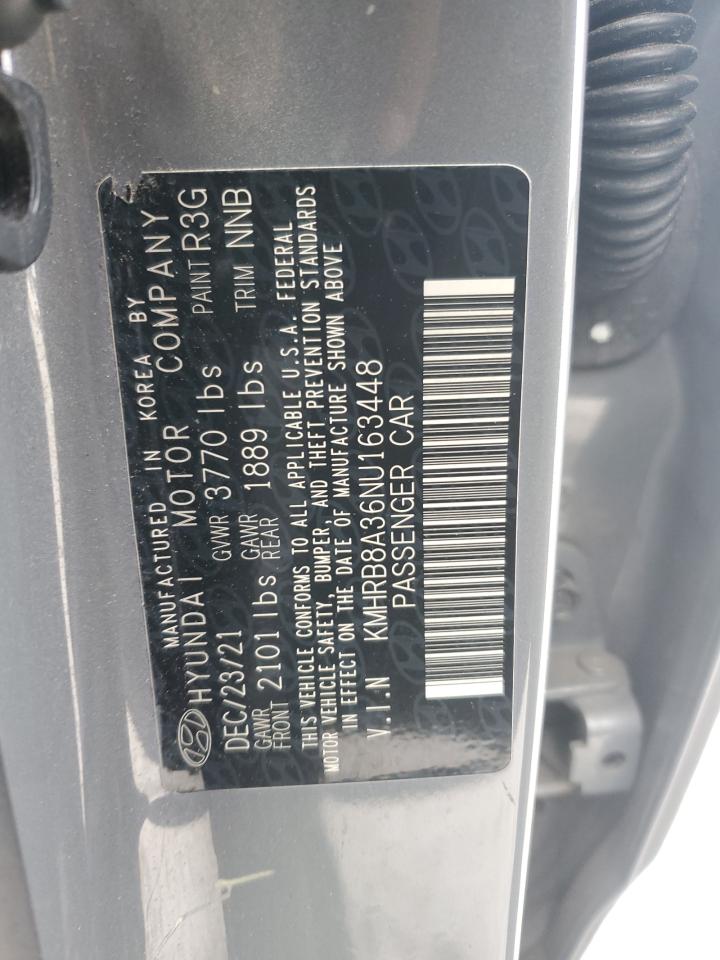 MANUFACTURED IN KOREA BY
HYUNDAI MOTOR COMPANY
DEC/23/21 GVWR 3770 lbs PAINT R3G
GAWR FRONT 2101 lbs GAWR REAR 1889 lbs TRIM NNB
THIS VEHICLE CONFORMS TO ALL APPLICABLE U.S.A. FEDERAL
MOTOR VEHICLE SAFETY, BUMPER, AND THEFT PREVENTION STANDARDS
IN EFFECT ON THE DATE OF MANUFACTURE SHOWN ABOVE
V.I.N KMHRB8A36NU163448
PASSENGER CAR